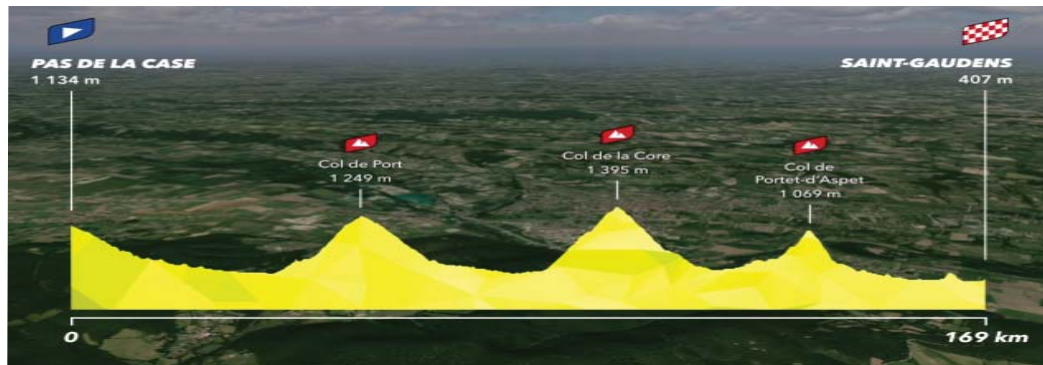 PAS DE LA CASE
1 134 m
SAINT-GAUDENS
407 m
Col de Port
1 249 m
Col de la Core
1 395 m
Col de
Portet-d'Aspet
1 069 m
0
169 km